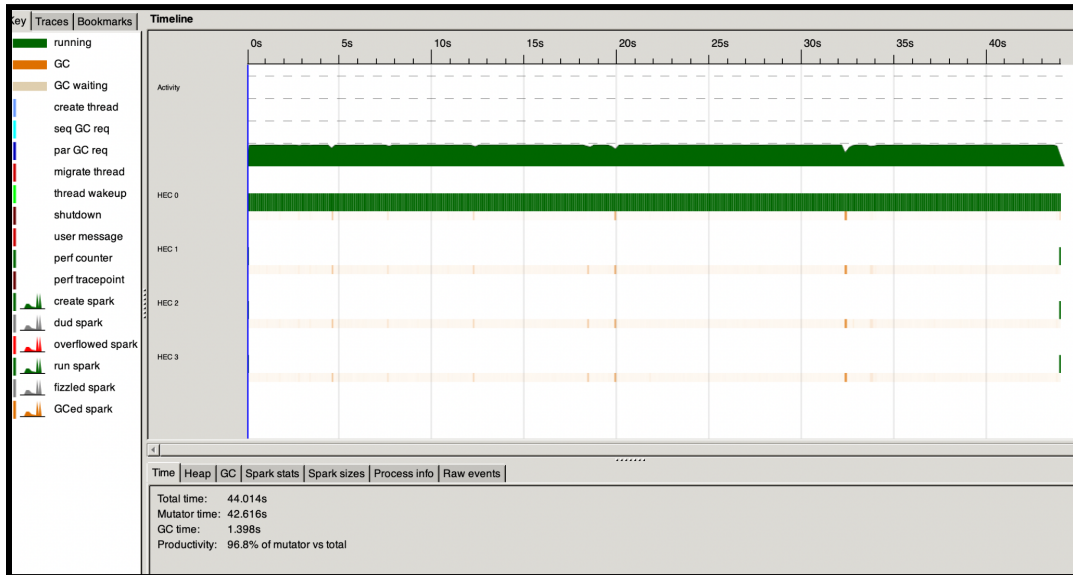 Key Traces Bookmarks
running
GC
GC waiting
create thread
seq GC req
par GC req
migrate thread
thread wakeup
shutdown
user message
perf counter
perf tracepoint
create spark
dud spark
overflowed spark
run spark
fizzled spark
GCed spark
Timeline
0s 5s 10s 15s 20s 25s 30s 35s 40s
Activity
HEC 0
HEC 1
HEC 2
HEC 3
Time Heap GC Spark stats Spark sizes Process info Raw events
Total time: 44.014s
Mutator time: 42.616s
GC time: 1.398s
Productivity: 96.8% of mutator vs total